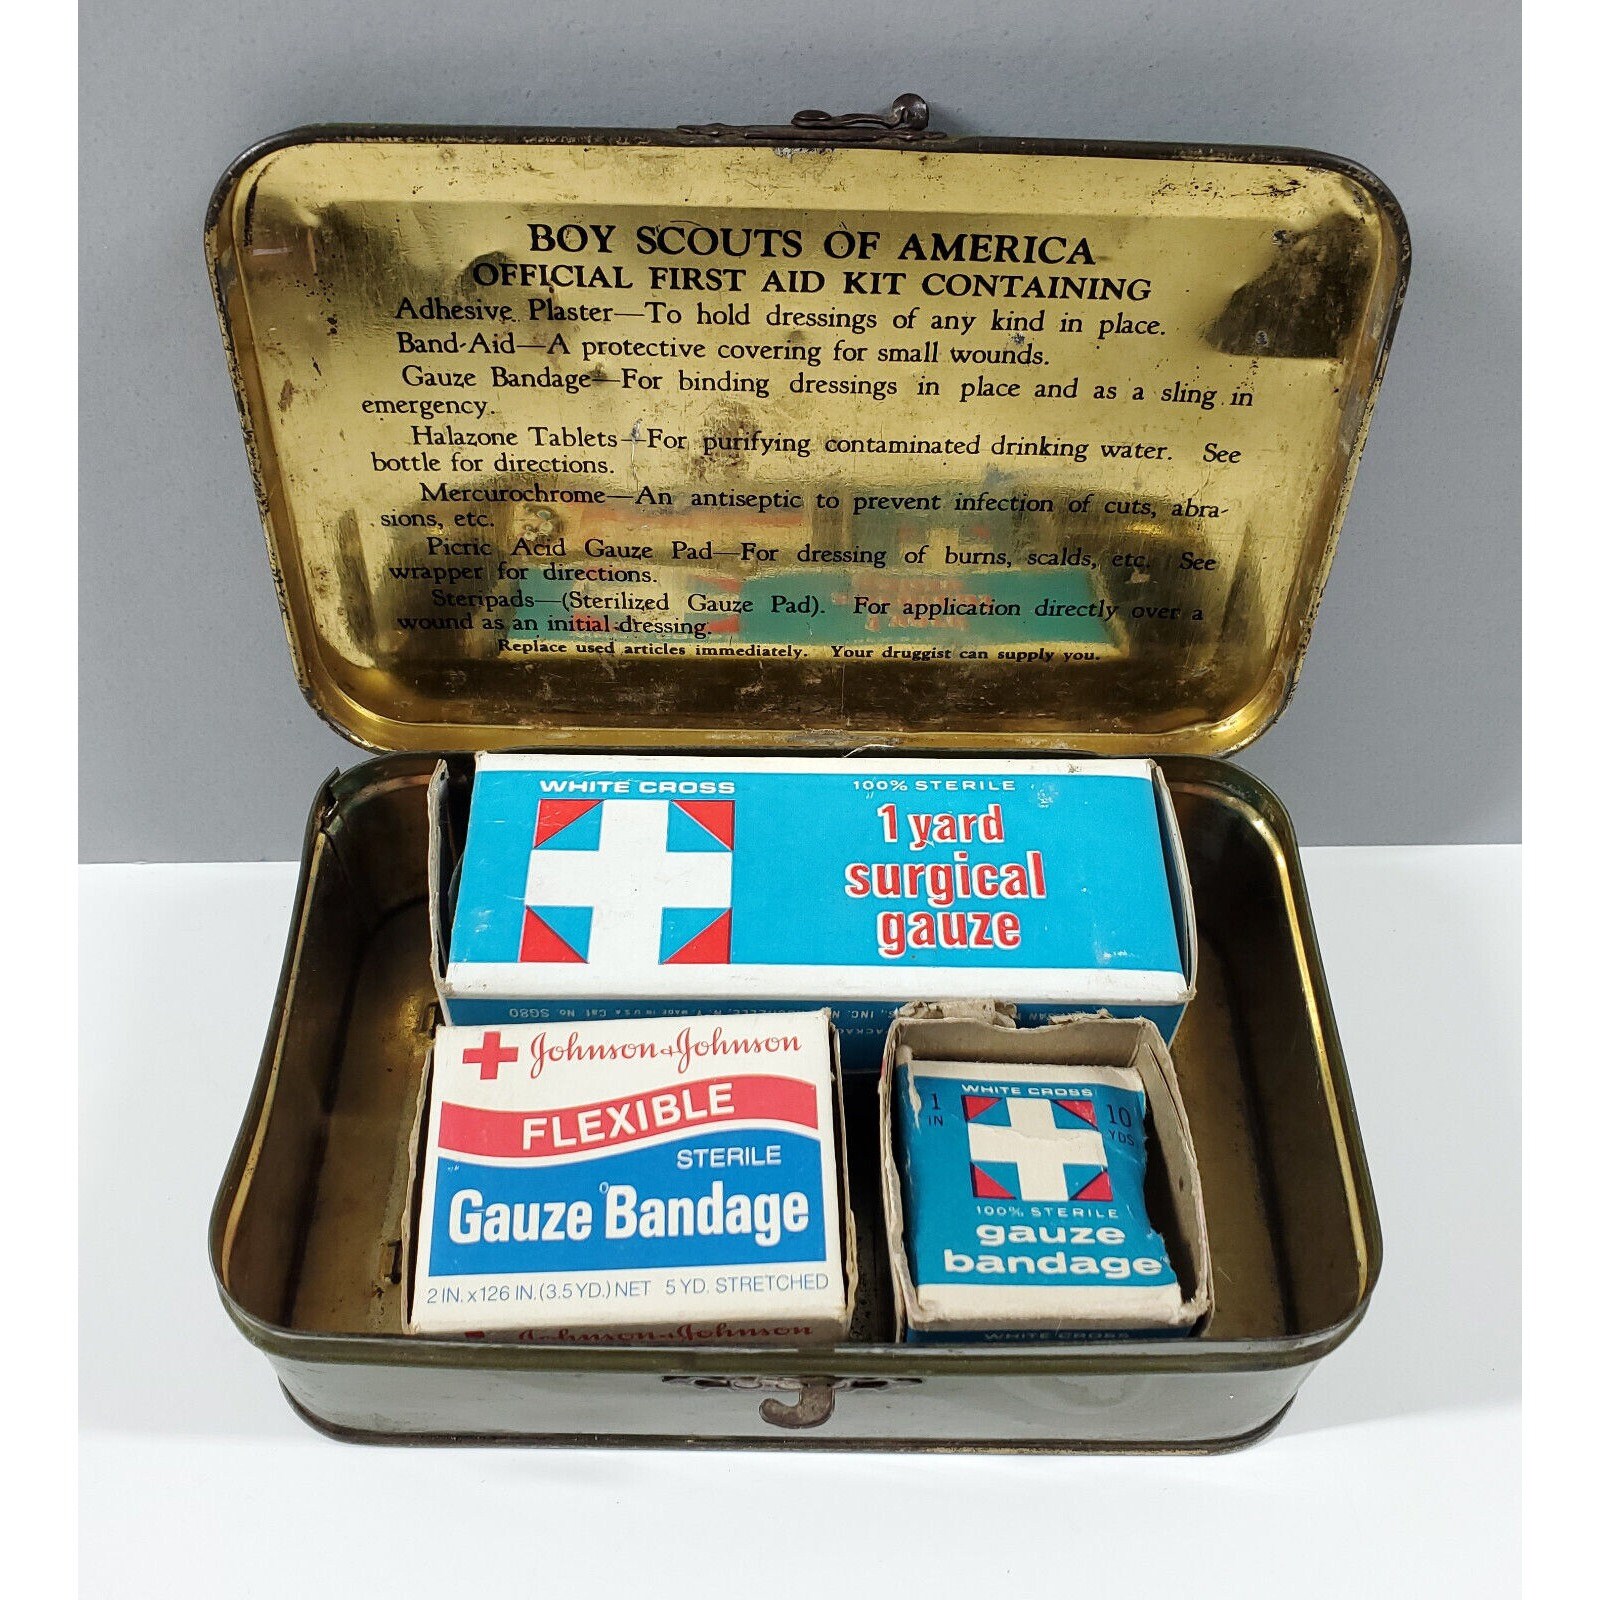 BOY SCOUTS OF AMERICA
OFFICIAL FIRST AID KIT CONTAINING
Adhesive Plaster—To hold dressings of any kind in place.
Band-Aid—A protective covering for small wounds.
Gauze Bandage—For binding dressings in place and as a sling in
emergency.
Halazone Tablets—For purifying contaminated drinking water. See
bottle for directions.
Mercurochrome—An antiseptic to prevent infection of cuts, abra-
sions, etc.
Picric Acid Gauze Pad—For dressing of burns, scalds, etc. See
wrapper for directions.
Steripads—(Sterilized Gauze Pad). For application directly over a
wound as an initial dressing.
Replace used articles immediately. Your druggist can supply you.
WHITE CROSS
100% STERILE
1 yard
surgical
gauze
INC.
N.Y. MADE IN U.S.A. Cat. No. SG80
Johnson & Johnson
FLEXIBLE
STERILE
Gauze Bandage
2 IN. x 126 IN. (3.5 YD.) NET 5 YD. STRETCHED
Johnson & Johnson
WHITE CROSS
1 IN
10 YDS
100% STERILE
gauze
bandage
WHITE CROSS